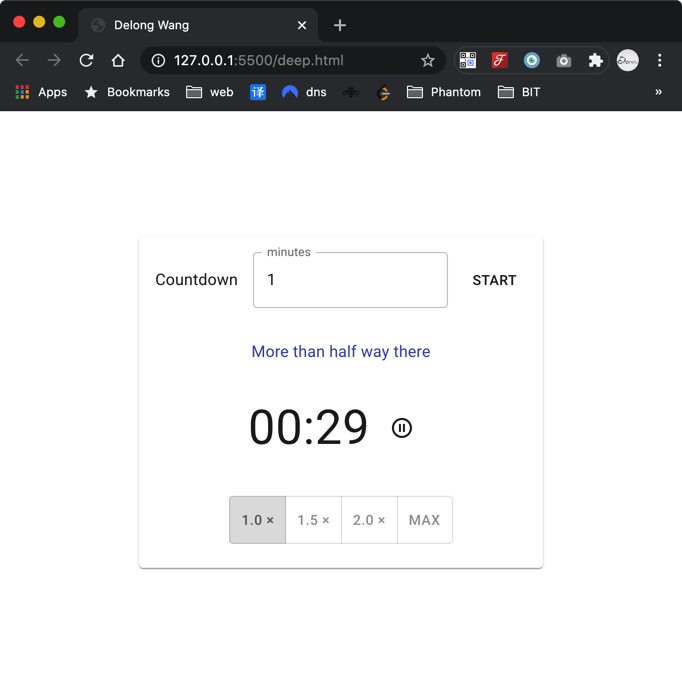 Delong Wang
127.0.0.1:5500/deep.html
Apps Bookmarks web 译 dns Phantom BIT »
minutes
Countdown 1 START
More than half way there
00:29
1.0 × 1.5 × 2.0 × MAX